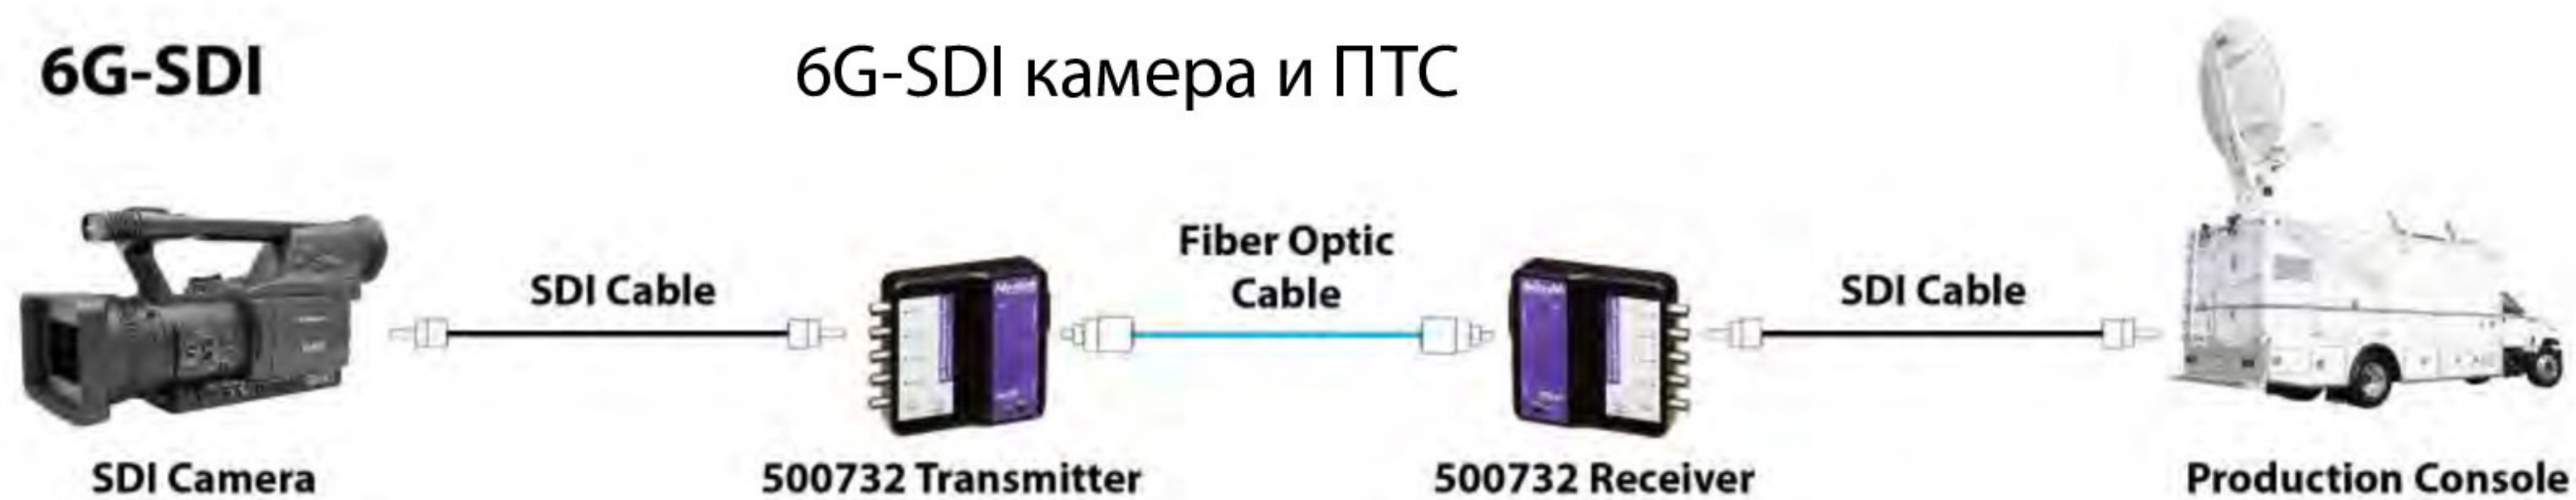 6G-SDI
6G-SDI камера и ПТС
Fiber Optic
Cable
SDI Cable
SDI Cable
SDI Camera
500732 Transmitter
500732 Receiver
Production Console